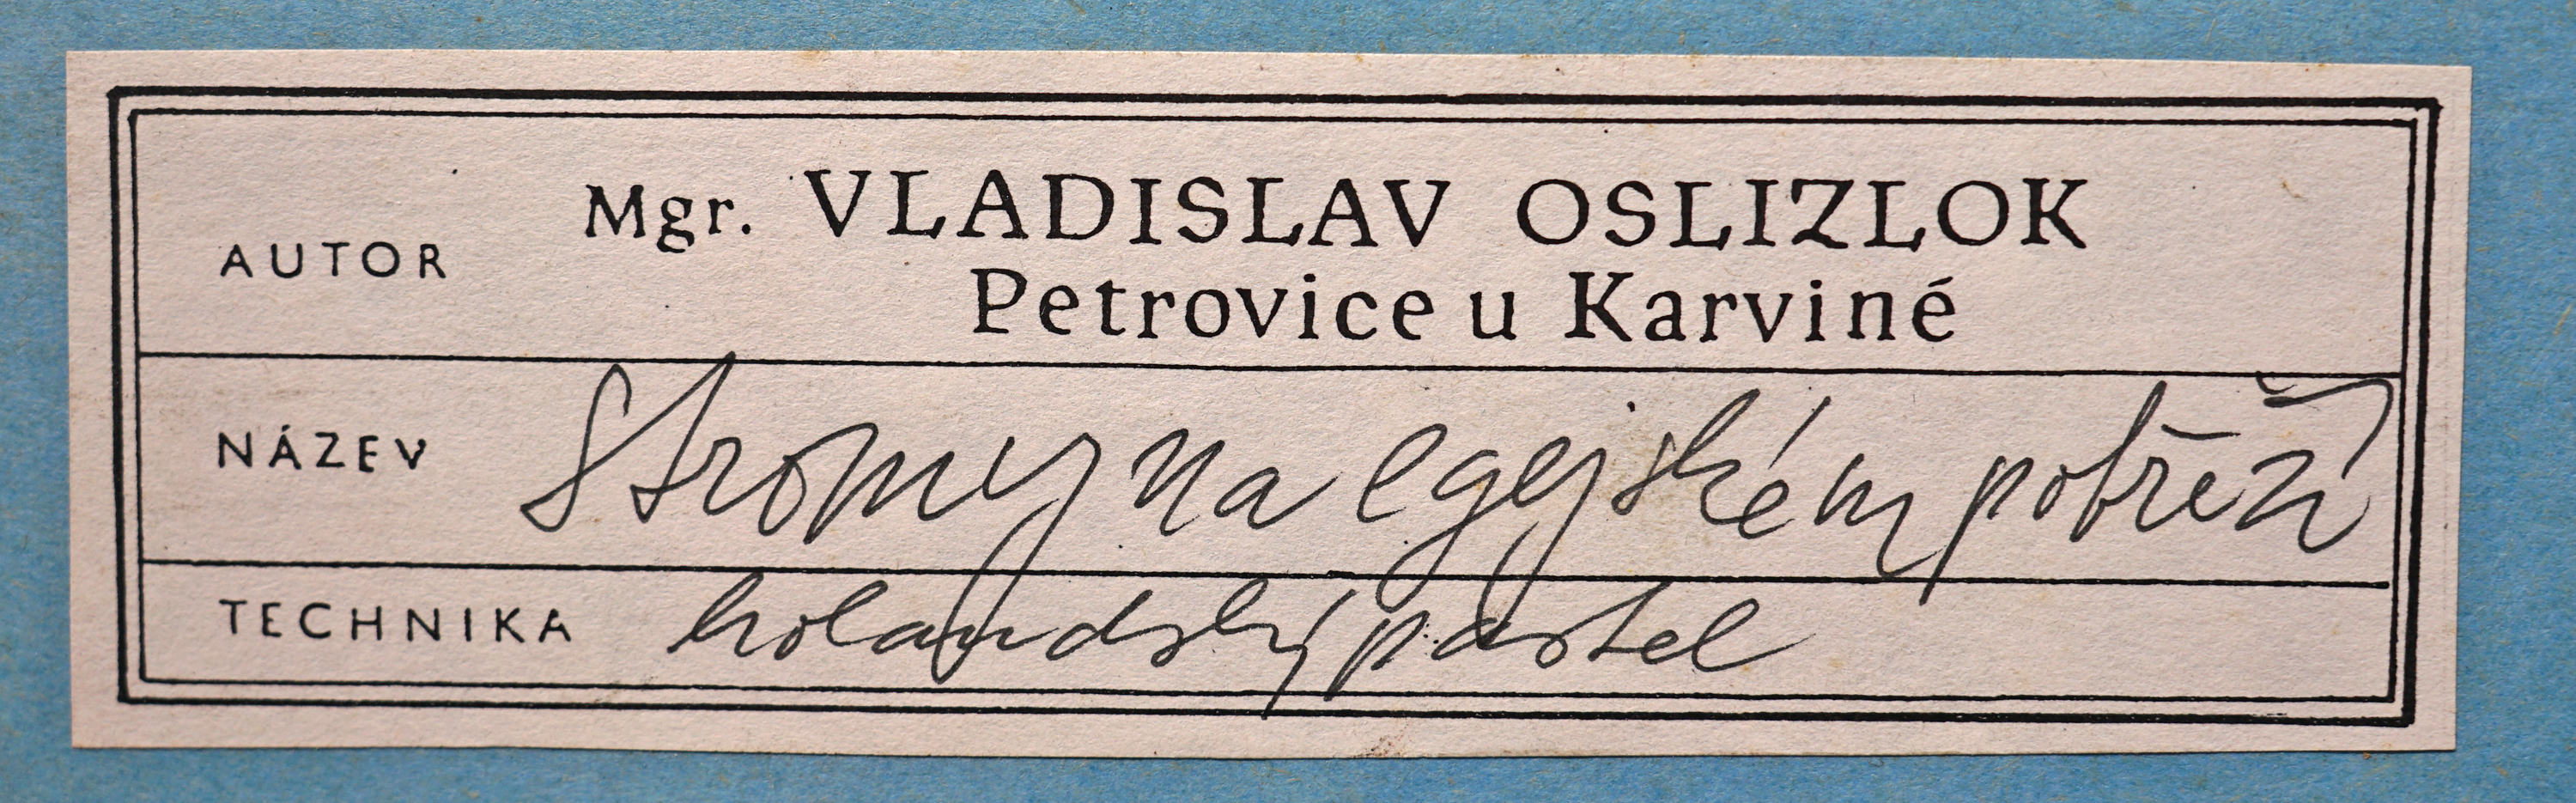 AUTOR Mgr. VLADISLAV OSLIZLOK
Petrovice u Karviné
NÁZEV Stromy na egejském pobřeží
TECHNIKA holandský pastel